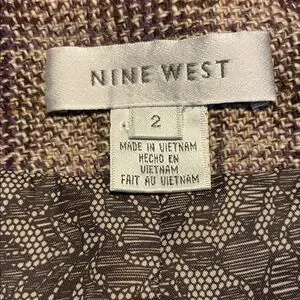 NINE WEST
2
MADE IN VIETNAM
HECHO EN
VIETNAM
FAIT AU VIETNAM